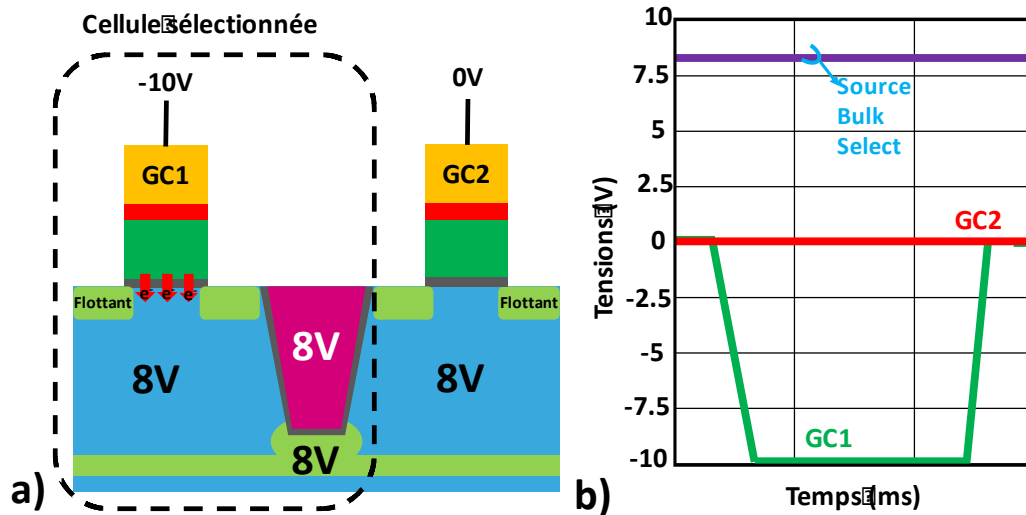 Cellule sélectionnée
-10V
0V
GC1
GC2
e⁻ e⁻ e⁻
Flottant
Flottant
8V
8V
8V
8V
a)
10
7.5
5
2.5
0
-2.5
-5
-7.5
-10
Tensions (V)
Source
Bulk
Select
GC2
GC1
Temps (ms)
b)